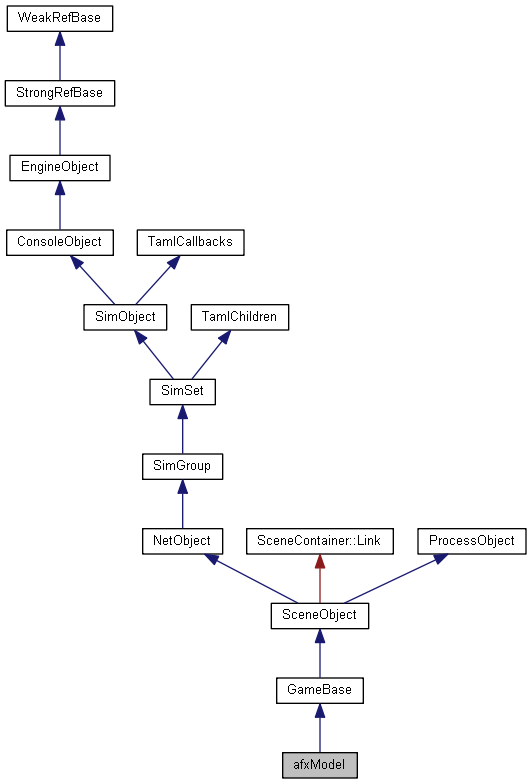 WeakRefBase
StrongRefBase
EngineObject
ConsoleObject
TamlCallbacks
SimObject
TamlChildren
SimSet
SimGroup
NetObject
SceneContainer::Link
ProcessObject
SceneObject
GameBase
afxModel